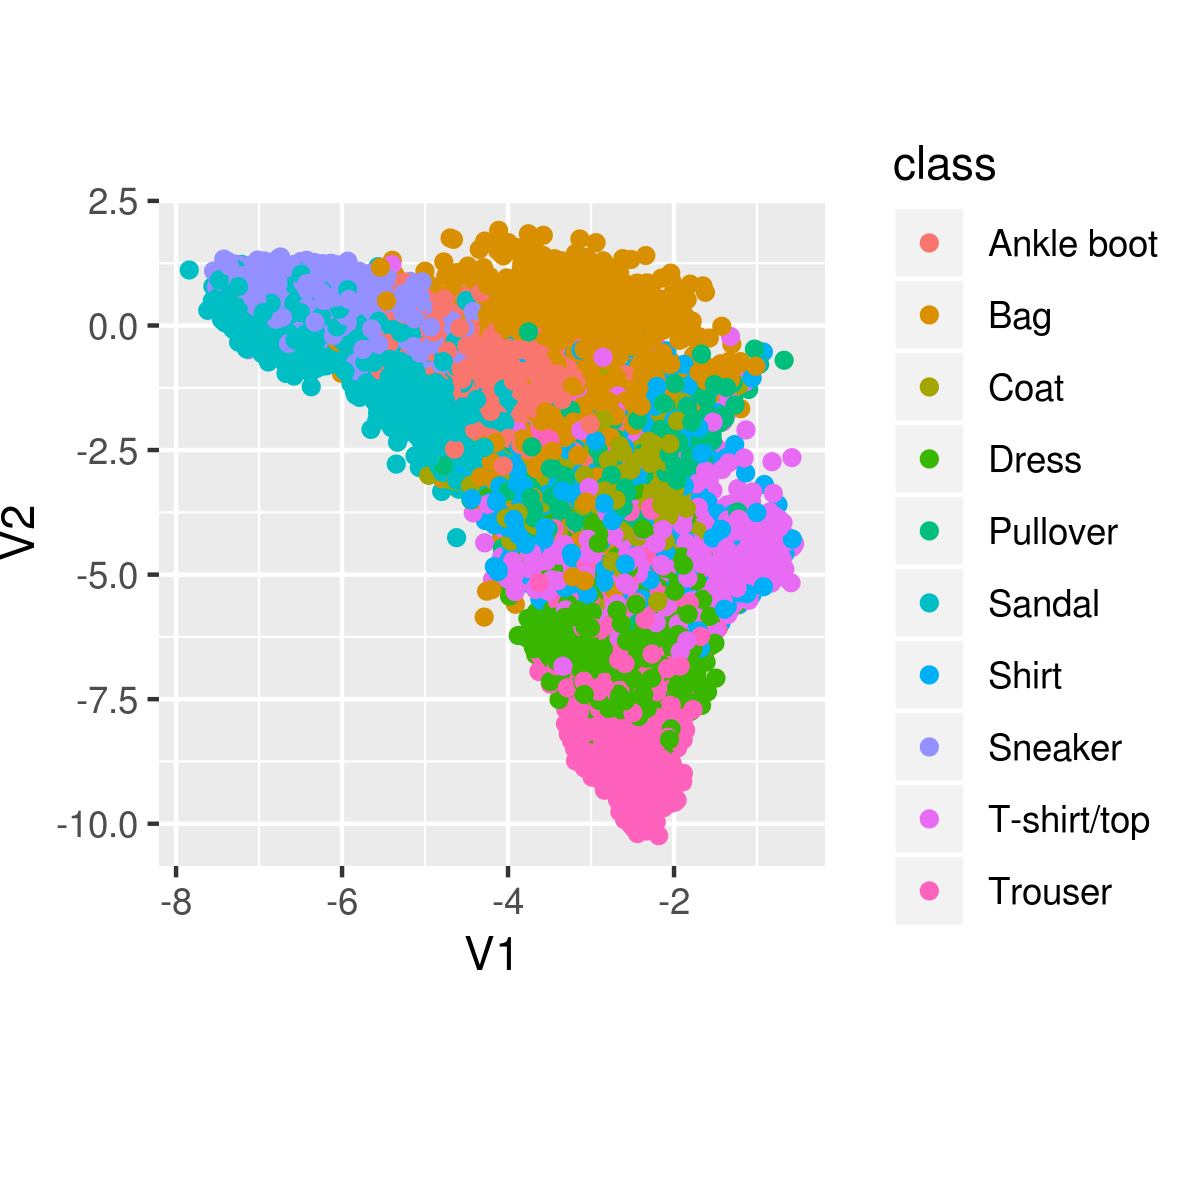 class
Ankle boot
Bag
Coat
Dress
Pullover
Sandal
Shirt
Sneaker
T-shirt/top
Trouser
2.5
0.0
-2.5
-5.0
-7.5
-10.0
V2
-8 -6 -4 -2
V1